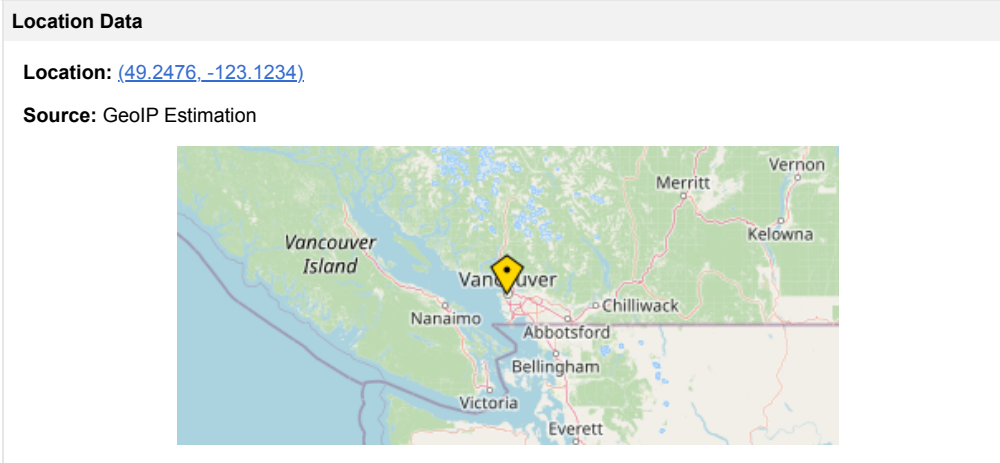 Location Data
Location: (49.2476, -123.1234)
Source: GeoIP Estimation
Vernon
Merritt
Kelowna
Vancouver
Island
Vancouver
Chilliwack
Nanaimo
Abbotsford
Bellingham
Victoria
Everett